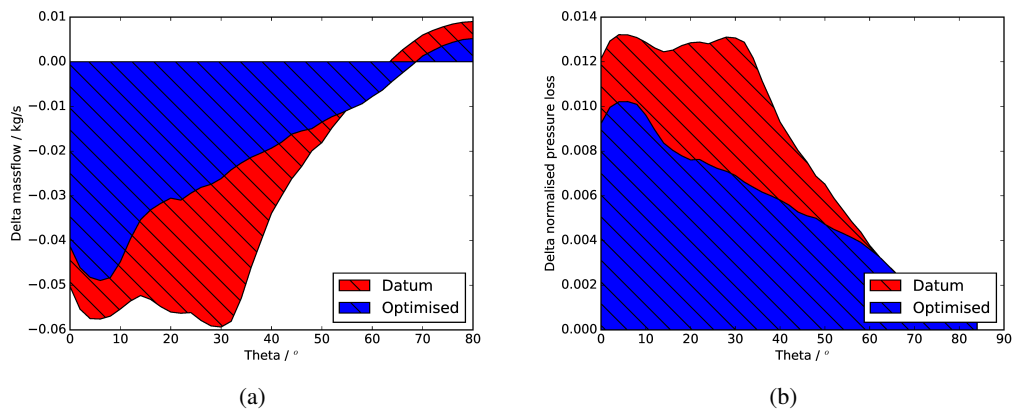 0.01
0.00
−0.01
−0.02
−0.03
−0.04
−0.05
−0.06
Delta massflow / kg/s
Datum
Optimised
0 10 20 30 40 50 60 70 80
Theta / °
(a)
0.014
0.012
0.010
0.008
0.006
0.004
0.002
0.000
Delta normalised pressure loss
Datum
Optimised
0 10 20 30 40 50 60 70 80 90
Theta / °
(b)